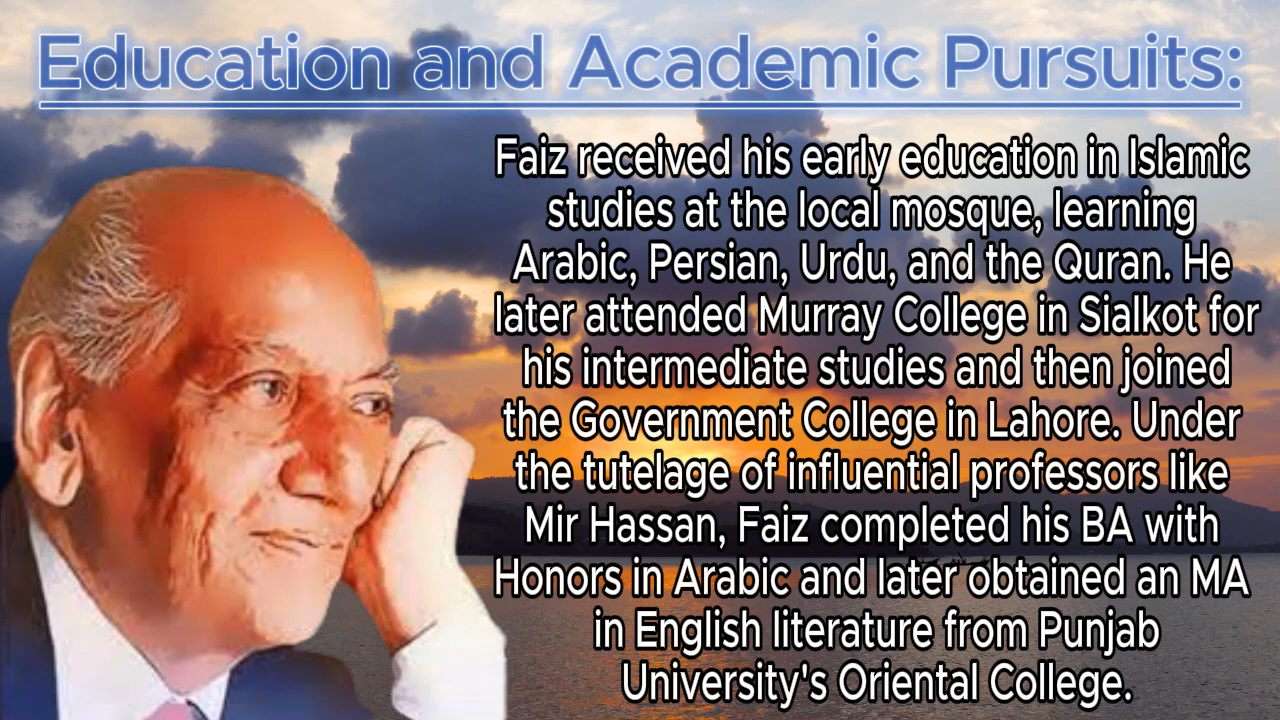 Education and Academic Pursuits:
Faiz received his early education in Islamic
studies at the local mosque, learning
Arabic, Persian, Urdu, and the Quran. He
later attended Murray College in Sialkot for
his intermediate studies and then joined
the Government College in Lahore. Under
the tutelage of influential professors like
Mir Hassan, Faiz completed his BA with
Honors in Arabic and later obtained an MA
in English literature from Punjab
University's Oriental College.